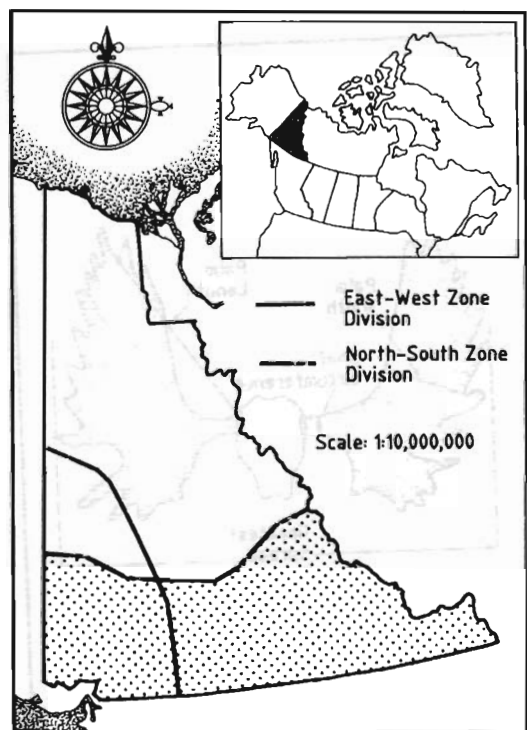 East-West Zone
Division
North-South Zone
Division
Scale: 1:10,000,000